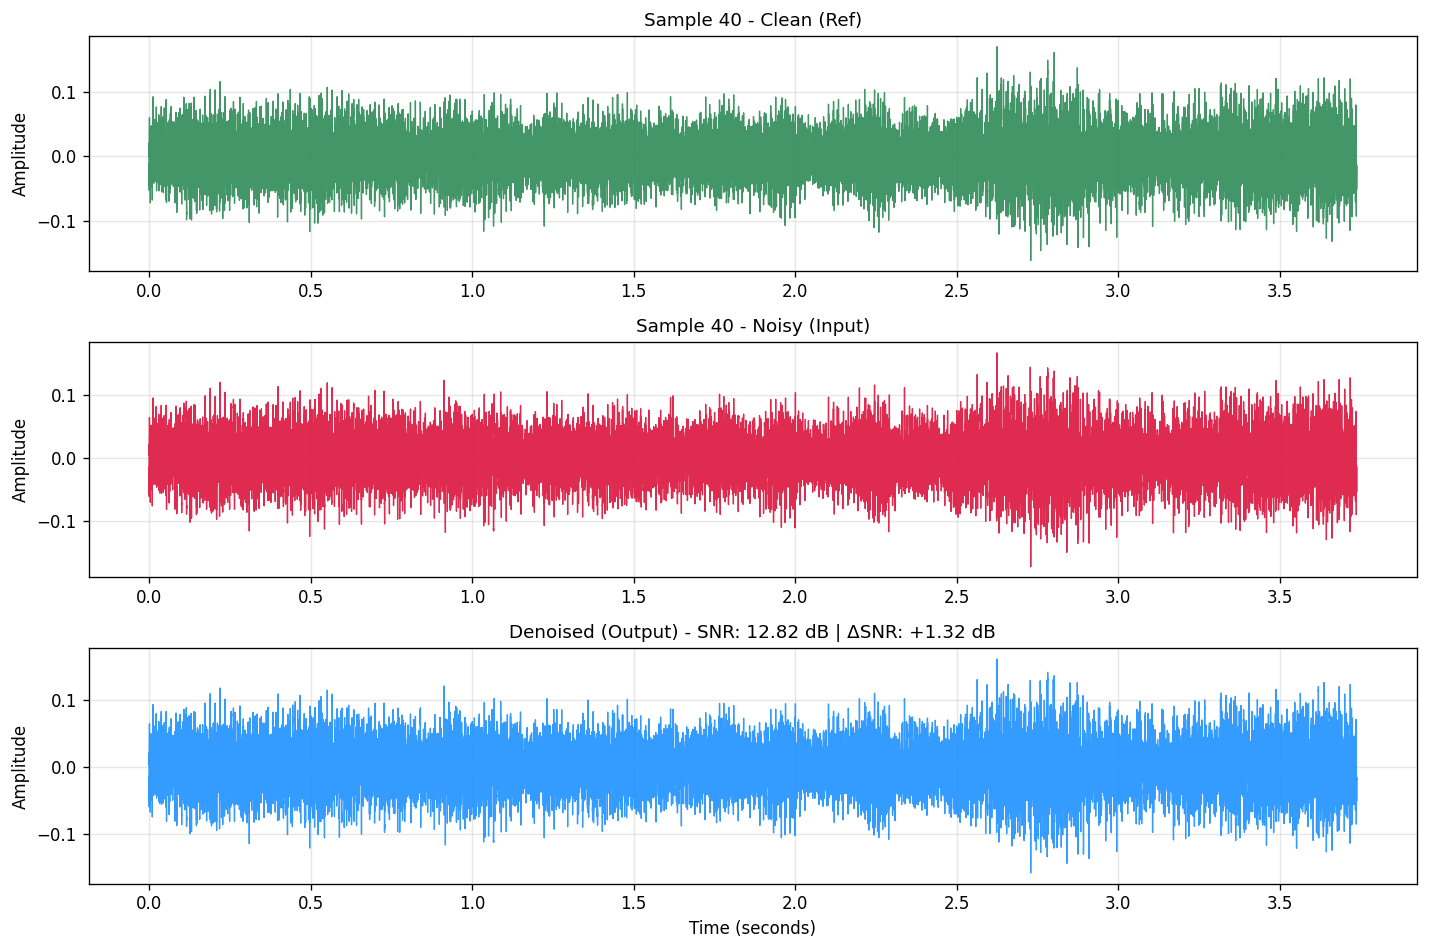 Sample 40 - Clean (Ref)
Amplitude
0.1
0.0
−0.1
0.0 0.5 1.0 1.5 2.0 2.5 3.0 3.5
Sample 40 - Noisy (Input)
Amplitude
0.1
0.0
−0.1
0.0 0.5 1.0 1.5 2.0 2.5 3.0 3.5
Denoised (Output) - SNR: 12.82 dB | ΔSNR: +1.32 dB
Amplitude
0.1
0.0
−0.1
0.0 0.5 1.0 1.5 2.0 2.5 3.0 3.5
Time (seconds)